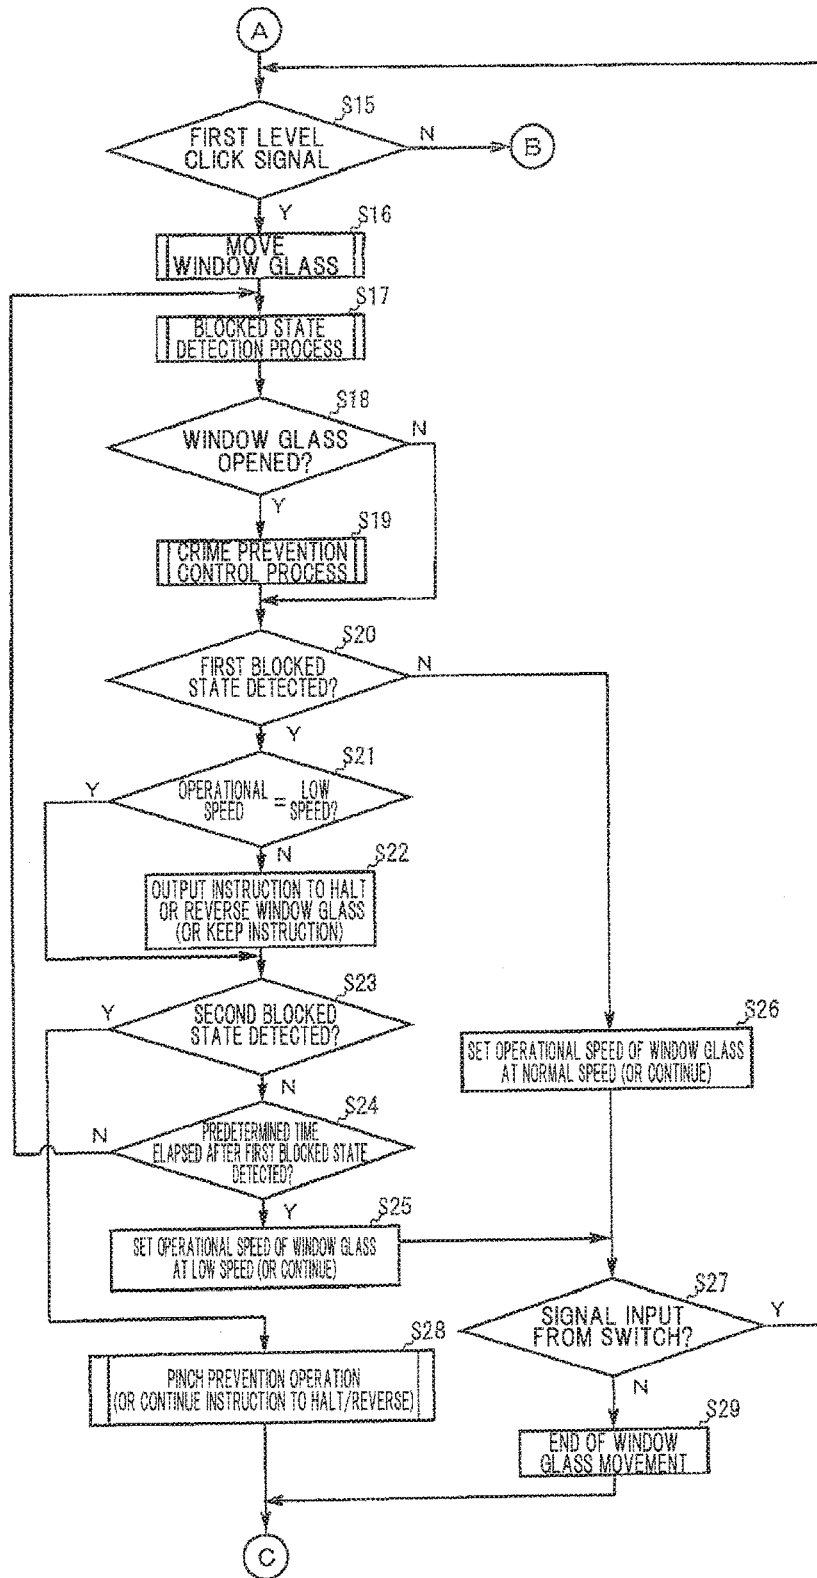 A
S15
FIRST LEVEL
CLICK SIGNAL
N
B
Y
S16
MOVE
WINDOW GLASS
S17
BLOCKED STATE
DETECTION PROCESS
S18
WINDOW GLASS
OPENED?
N
Y
S19
CRIME PREVENTION
CONTROL PROCESS
S20
FIRST BLOCKED
STATE DETECTED?
N
Y
S21
OPERATIONAL SPEED = LOW SPEED?
Y
N
S22
OUTPUT INSTRUCTION TO HALT
OR REVERSE WINDOW GLASS
(OR KEEP INSTRUCTION)
S23
SECOND BLOCKED
STATE DETECTED?
Y
N
S26
SET OPERATIONAL SPEED OF WINDOW GLASS
AT NORMAL SPEED (OR CONTINUE)
S24
PREDETERMINED TIME
ELAPSED AFTER FIRST BLOCKED STATE
DETECTED?
N
Y
S25
SET OPERATIONAL SPEED OF WINDOW GLASS
AT LOW SPEED (OR CONTINUE)
S27
SIGNAL INPUT
FROM SWITCH?
Y
N
S28
PINCH PREVENTION OPERATION
(OR CONTINUE INSTRUCTION TO HALT/REVERSE)
S29
END OF WINDOW
GLASS MOVEMENT
C